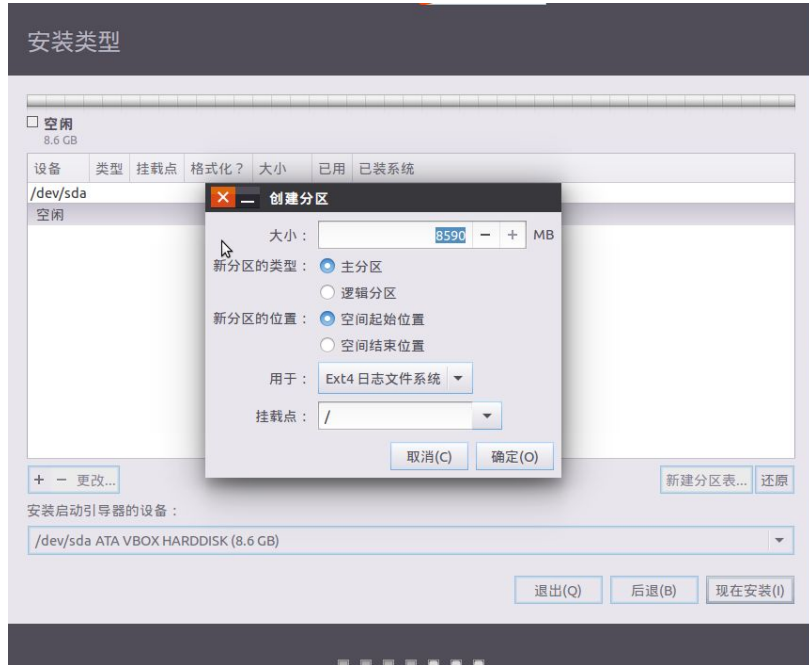 安装类型
空闲
8.6 GB
设备 类型 挂载点 格式化? 大小 已用 已装系统
/dev/sda
空闲
创建分区
大小: 8590 − + MB
新分区的类型: 主分区
逻辑分区
新分区的位置: 空间起始位置
空间结束位置
用于: Ext4 日志文件系统
挂载点: /
取消(C) 确定(O)
+ − 更改... 新建分区表... 还原
安装启动引导器的设备:
/dev/sda ATA VBOX HARDDISK (8.6 GB)
退出(Q) 后退(B) 现在安装(I)